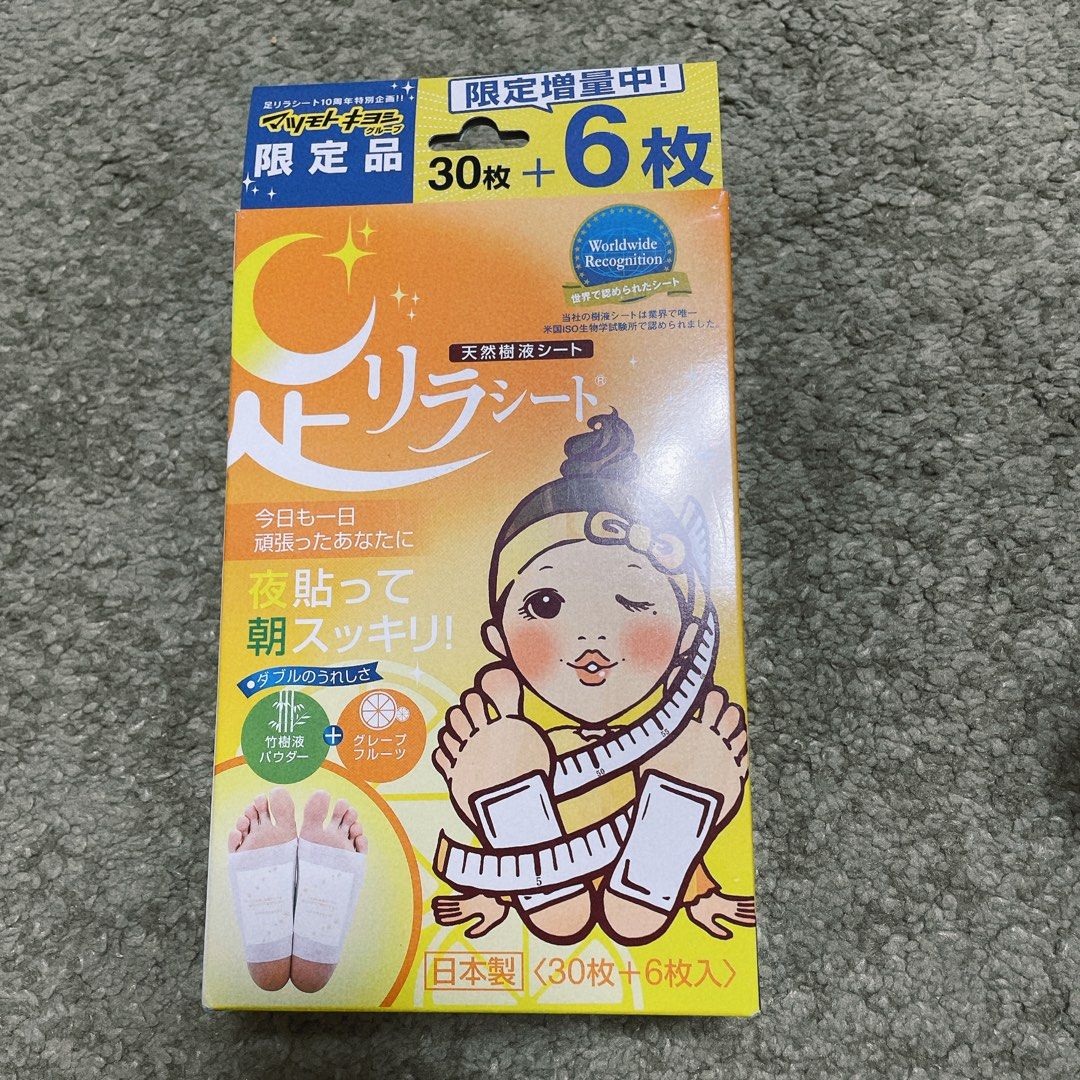 足リラシート10周年特別企画!!
マツモトキヨシ
グループ
限定品
限定増量中!
30枚+6枚
Worldwide
Recognition
世界で認められたシート
当社の樹液シートは業界で唯一
米国ISO生物学試験所で認められました。
天然樹液シート
足リラシート®
今日も一日
頑張ったあなたに
夜貼って
朝スッキリ!
●ダブルのうれしさ
竹樹液
パウダー
+
グレープ
フルーツ
50
55
5
日本製〈30枚+6枚入〉